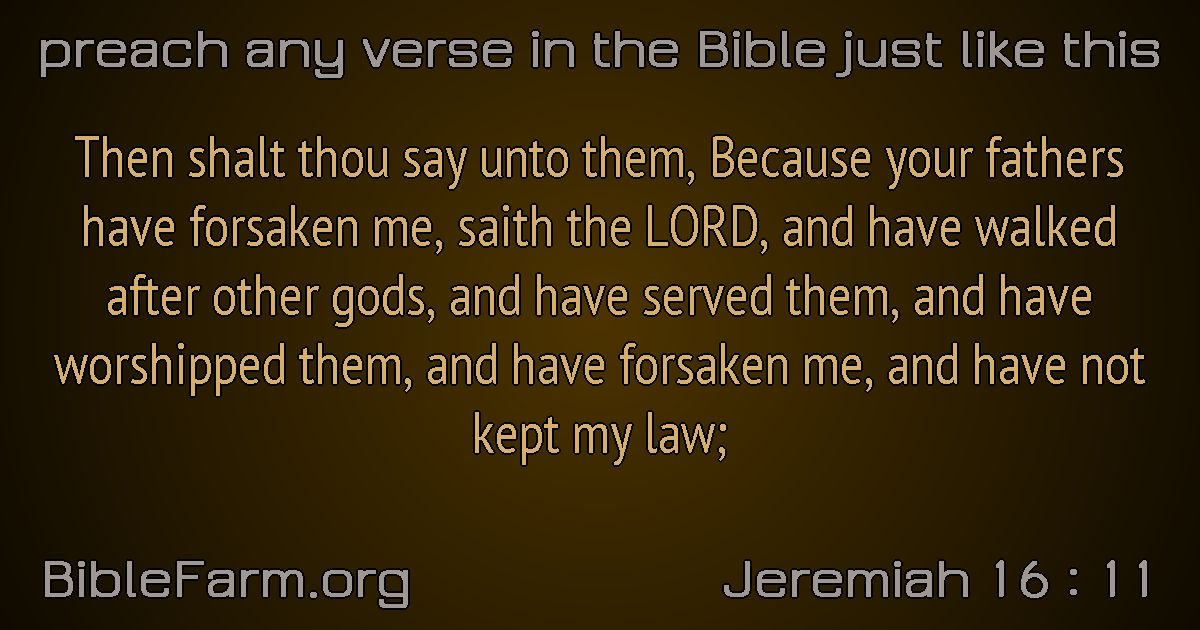 preach any verse in the Bible just like this
Then shalt thou say unto them, Because your fathers
have forsaken me, saith the LORD, and have walked
after other gods, and have served them, and have
worshipped them, and have forsaken me, and have not
kept my law;
BibleFarm.org
Jeremiah 16 : 11